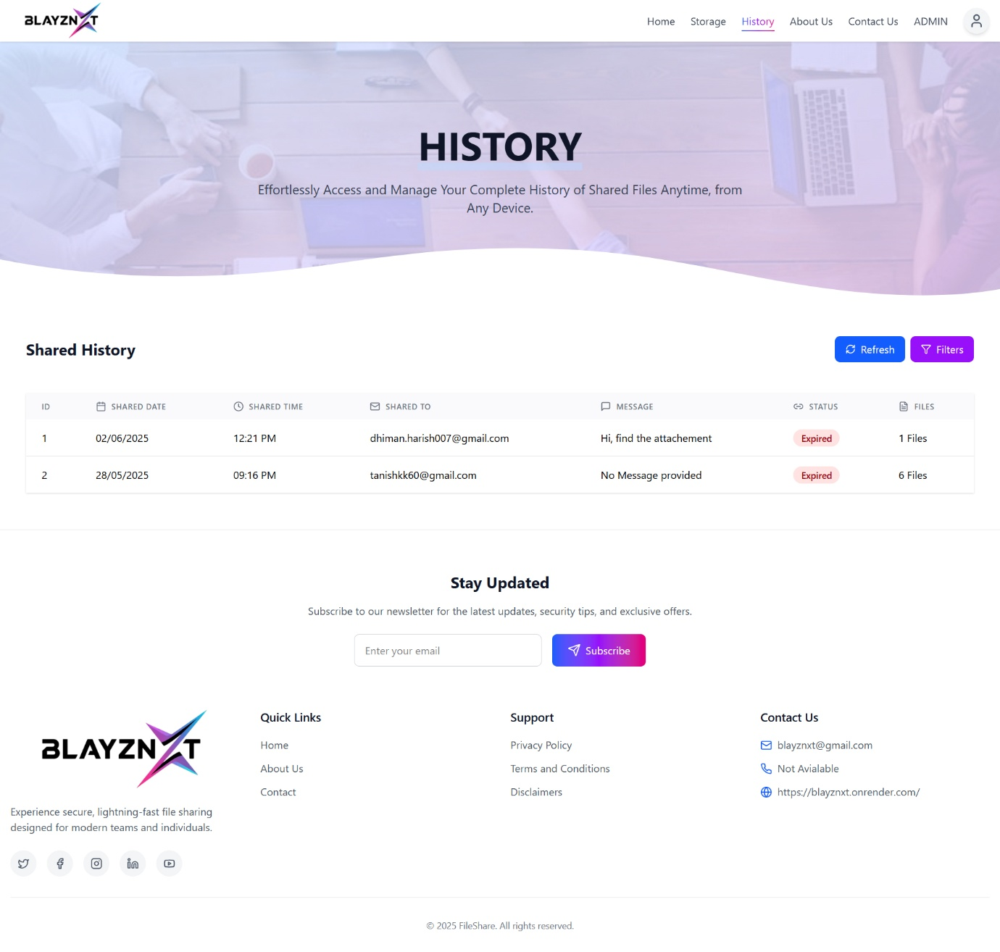 BLAYZNXT
Home Storage History About Us Contact Us ADMIN
HISTORY
Effortlessly Access and Manage Your Complete History of Shared Files Anytime, from
Any Device.
Shared History
Refresh Filters
ID SHARED DATE SHARED TIME SHARED TO MESSAGE STATUS FILES
1 02/06/2025 12:21 PM dhiman.harish007@gmail.com Hi, find the attachement Expired 1 Files
2 28/05/2025 09:16 PM tanishkk60@gmail.com No Message provided Expired 6 Files
Stay Updated
Subscribe to our newsletter for the latest updates, security tips, and exclusive offers.
Enter your email Subscribe
BLAYZNXT
Experience secure, lightning-fast file sharing
designed for modern teams and individuals.
Quick Links
Home
About Us
Contact
Support
Privacy Policy
Terms and Conditions
Disclaimers
Contact Us
blayznxt@gmail.com
Not Avialable
https://blayznxt.onrender.com/
© 2025 FileShare. All rights reserved.